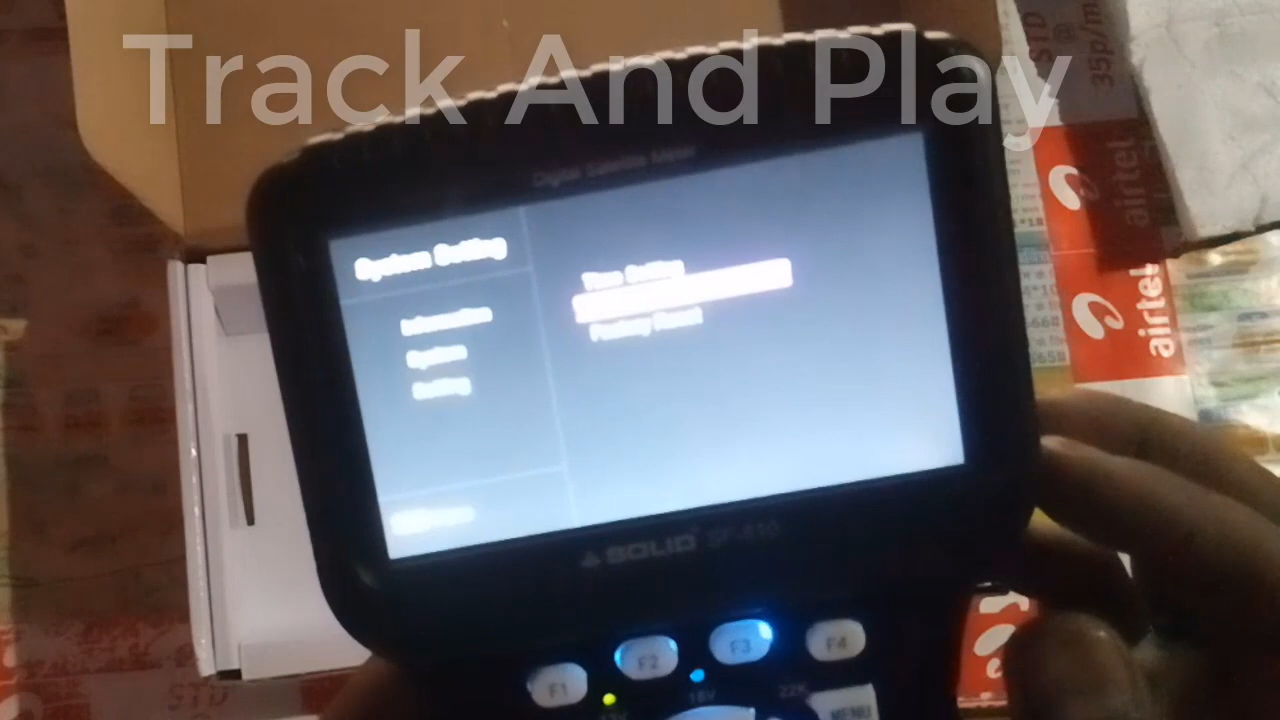 Track And Play
Digital Satellite Meter
System Setting
Information
System
Setting
Time Setting
Factory Reset
SOLID SF-810
F1
F2
F3
F4
18V
22K
MENU
STD
@
35p/m
airtel
airtel
STD